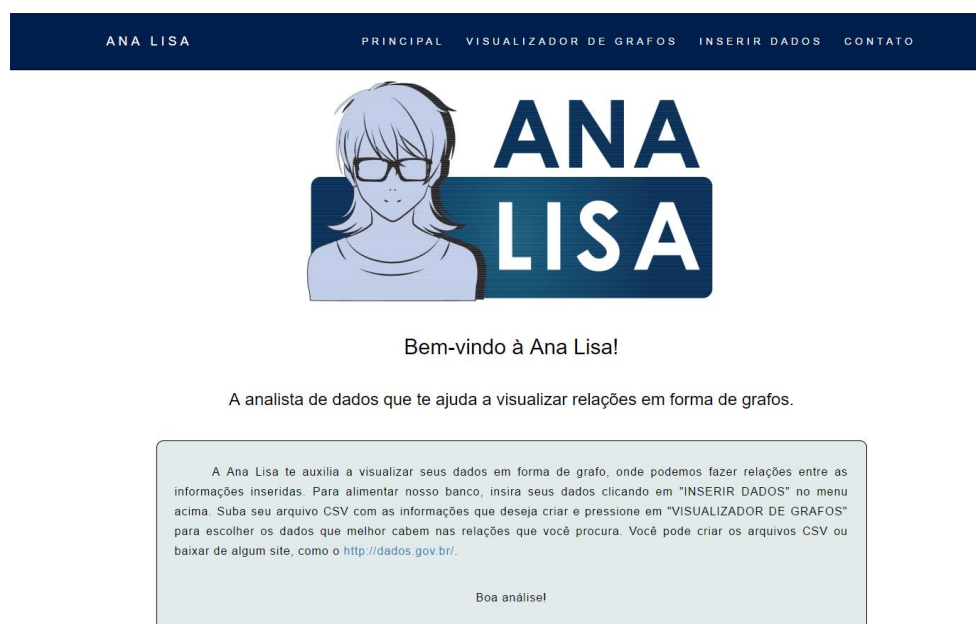 ANA LISA PRINCIPAL VISUALIZADOR DE GRAFOS INSERIR DADOS CONTATO
ANA
LISA
Bem-vindo à Ana Lisa!
A analista de dados que te ajuda a visualizar relações em forma de grafos.
A Ana Lisa te auxilia a visualizar seus dados em forma de grafo, onde podemos fazer relações entre as
informações inseridas. Para alimentar nosso banco, insira seus dados clicando em "INSERIR DADOS" no menu
acima. Suba seu arquivo CSV com as informações que deseja criar e pressione em "VISUALIZADOR DE GRAFOS"
para escolher os dados que melhor cabem nas relações que você procura. Você pode criar os arquivos CSV ou
baixar de algum site, como o http://dados.gov.br/.
Boa análise!